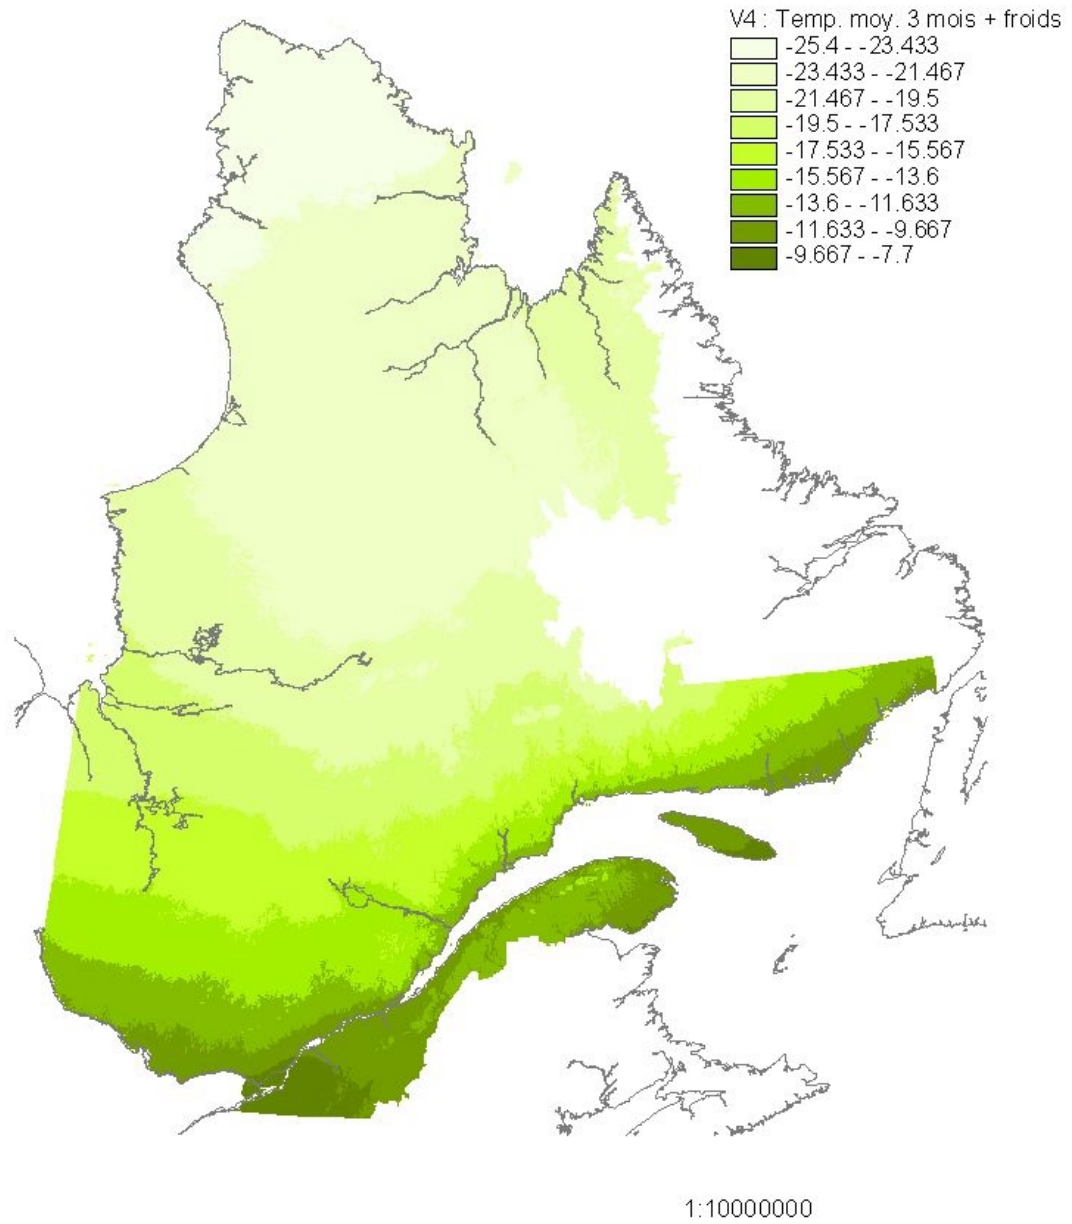 V4 : Temp. moy. 3 mois + froids
-25.4 - -23.433
-23.433 - -21.467
-21.467 - -19.5
-19.5 - -17.533
-17.533 - -15.567
-15.567 - -13.6
-13.6 - -11.633
-11.633 - -9.667
-9.667 - -7.7
1:10000000